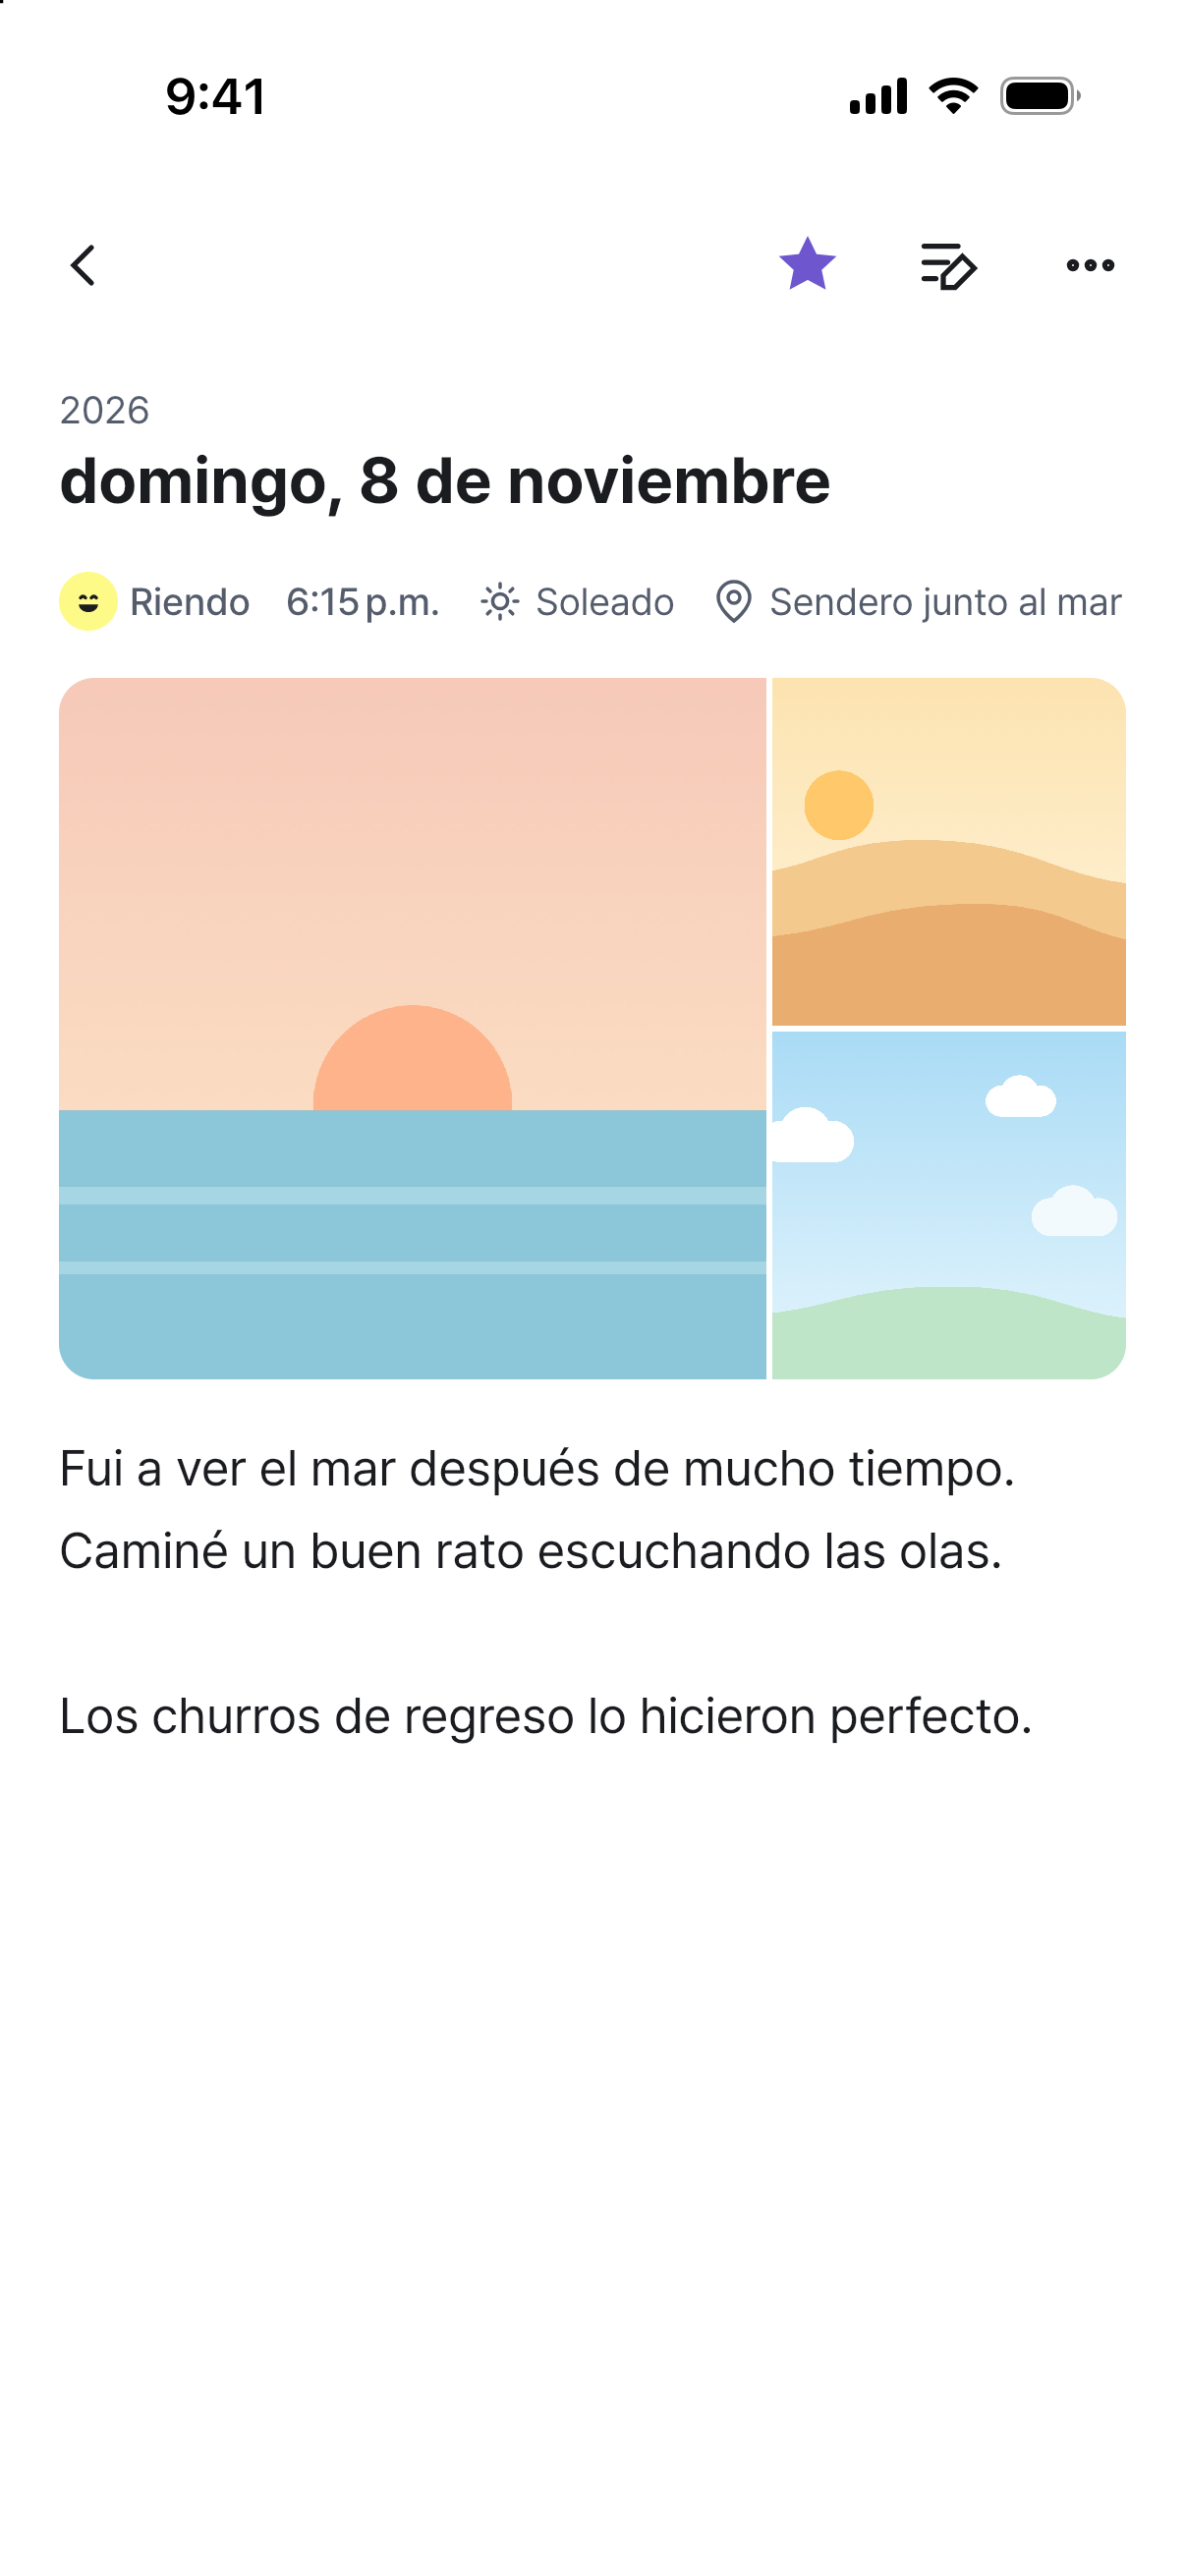 9:41
2026
domingo, 8 de noviembre
Riendo 6:15 p.m. Soleado Sendero junto al mar
Fui a ver el mar después de mucho tiempo.
Caminé un buen rato escuchando las olas.
Los churros de regreso lo hicieron perfecto.